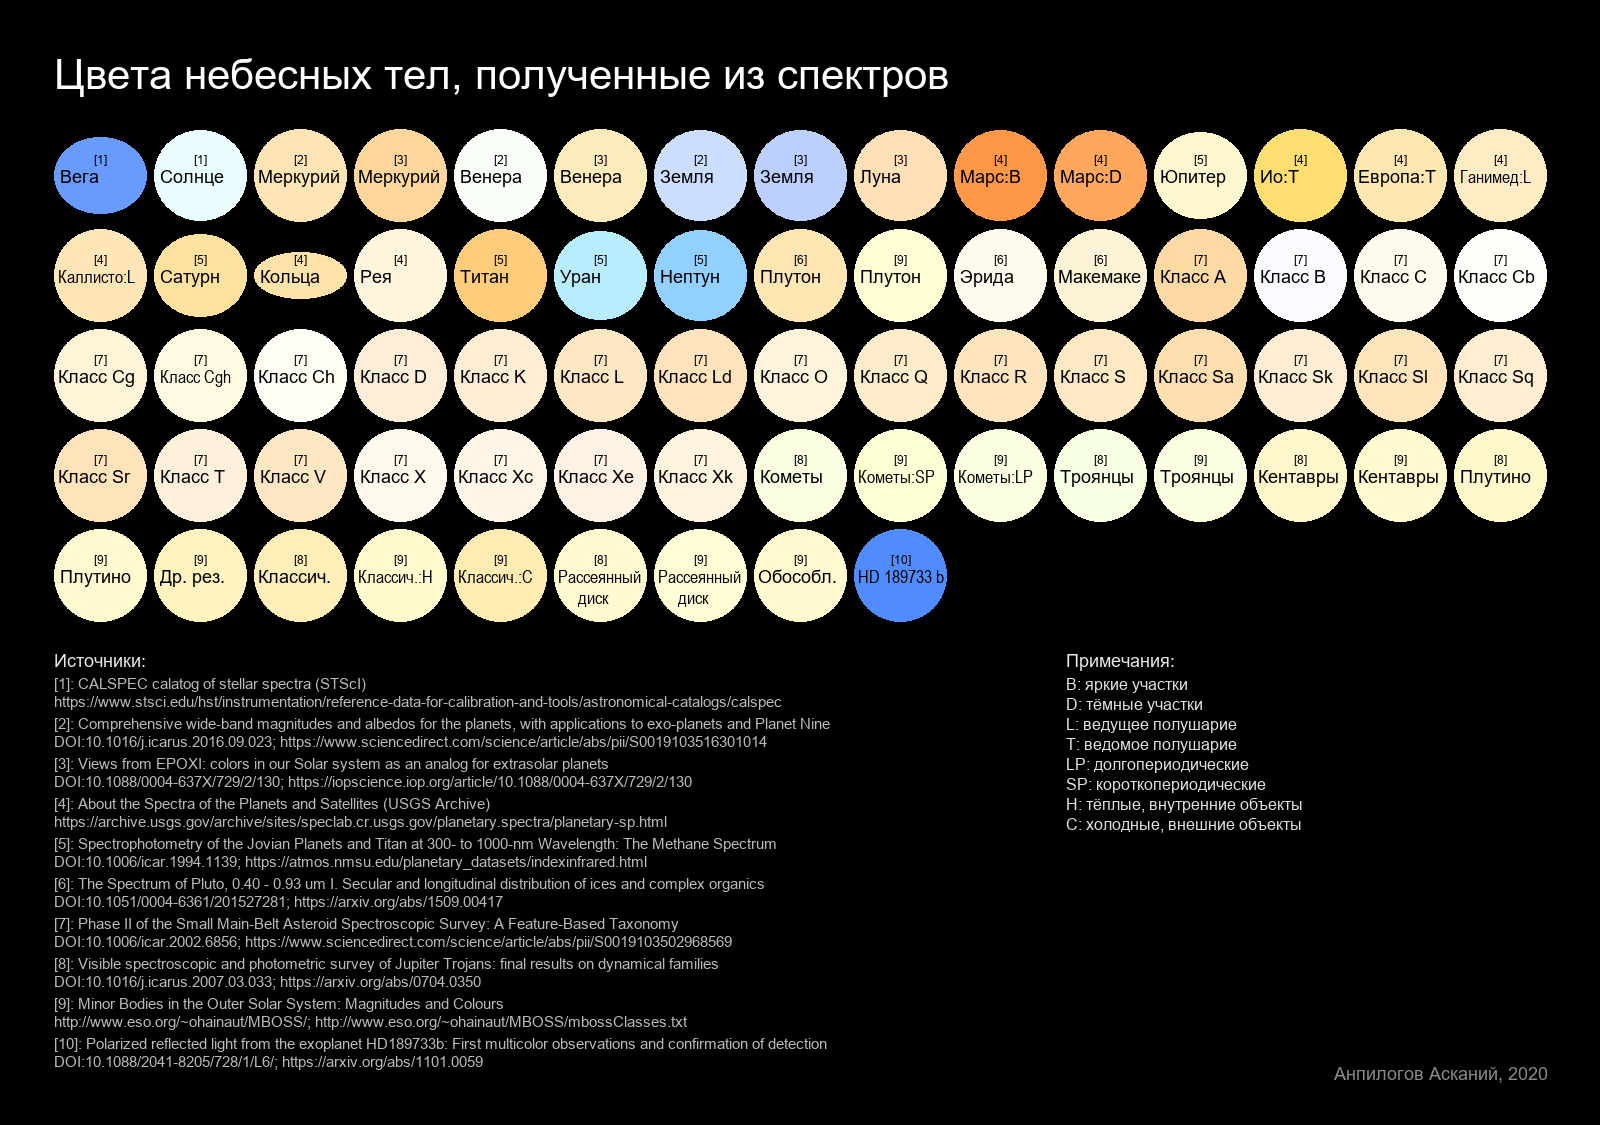 Цвета небесных тел, полученные из спектров
[1] [1] [2] [3] [2] [3] [2] [3] [3] [4] [4] [5] [4] [4] [4]
Вега Солнце Меркурий Меркурий Венера Венера Земля Земля Луна Марс:B Марс:D Юпитер Ио:T Европа:T Ганимед:L
[4] [5] [4] [4] [5] [5] [5] [6] [9] [6] [6] [7] [7] [7] [7]
Каллисто:L Сатурн Кольца Рея Титан Уран Нептун Плутон Плутон Эрида Макемаке Класс A Класс B Класс C Класс Cb
[7] [7] [7] [7] [7] [7] [7] [7] [7] [7] [7] [7] [7] [7] [7]
Класс Cg Класс Cgh Класс Ch Класс D Класс K Класс L Класс Ld Класс O Класс Q Класс R Класс S Класс Sa Класс Sk Класс Sl Класс Sq
[7] [7] [7] [7] [7] [7] [7] [8] [9] [9] [8] [9] [8] [9] [8]
Класс Sr Класс T Класс V Класс X Класс Xc Класс Xe Класс Xk Кометы Кометы:SP Кометы:LP Троянцы Троянцы Кентавры Кентавры Плутино
[9] [9] [8] [9] [9] [8] [9] [9] [10]
Плутино Др. рез. Классич. Классич.:H Классич.:C Рассеянный Рассеянный Обособл. HD 189733 b
диск диск
Источники:
[1]: CALSPEC calatog of stellar spectra (STScI)
https://www.stsci.edu/hst/instrumentation/reference-data-for-calibration-and-tools/astronomical-catalogs/calspec
[2]: Comprehensive wide-band magnitudes and albedos for the planets, with applications to exo-planets and Planet Nine
DOI:10.1016/j.icarus.2016.09.023; https://www.sciencedirect.com/science/article/abs/pii/S0019103516301014
[3]: Views from EPOXI: colors in our Solar system as an analog for extrasolar planets
DOI:10.1088/0004-637X/729/2/130; https://iopscience.iop.org/article/10.1088/0004-637X/729/2/130
[4]: About the Spectra of the Planets and Satellites (USGS Archive)
https://archive.usgs.gov/archive/sites/speclab.cr.usgs.gov/planetary.spectra/planetary-sp.html
[5]: Spectrophotometry of the Jovian Planets and Titan at 300- to 1000-nm Wavelength: The Methane Spectrum
DOI:10.1006/icar.1994.1139; https://atmos.nmsu.edu/planetary_datasets/indexinfrared.html
[6]: The Spectrum of Pluto, 0.40 - 0.93 um I. Secular and longitudinal distribution of ices and complex organics
DOI:10.1051/0004-6361/201527281; https://arxiv.org/abs/1509.00417
[7]: Phase II of the Small Main-Belt Asteroid Spectroscopic Survey: A Feature-Based Taxonomy
DOI:10.1006/icar.2002.6856; https://www.sciencedirect.com/science/article/abs/pii/S0019103502968569
[8]: Visible spectroscopic and photometric survey of Jupiter Trojans: final results on dynamical families
DOI:10.1016/j.icarus.2007.03.033; https://arxiv.org/abs/0704.0350
[9]: Minor Bodies in the Outer Solar System: Magnitudes and Colours
http://www.eso.org/~ohainaut/MBOSS/; http://www.eso.org/~ohainaut/MBOSS/mbossClasses.txt
[10]: Polarized reflected light from the exoplanet HD189733b: First multicolor observations and confirmation of detection
DOI:10.1088/2041-8205/728/1/L6/; https://arxiv.org/abs/1101.0059
Примечания:
B: яркие участки
D: тёмные участки
L: ведущее полушарие
T: ведомое полушарие
LP: долгопериодические
SP: короткопериодические
H: тёплые, внутренние объекты
C: холодные, внешние объекты
Анпилогов Асканий, 2020